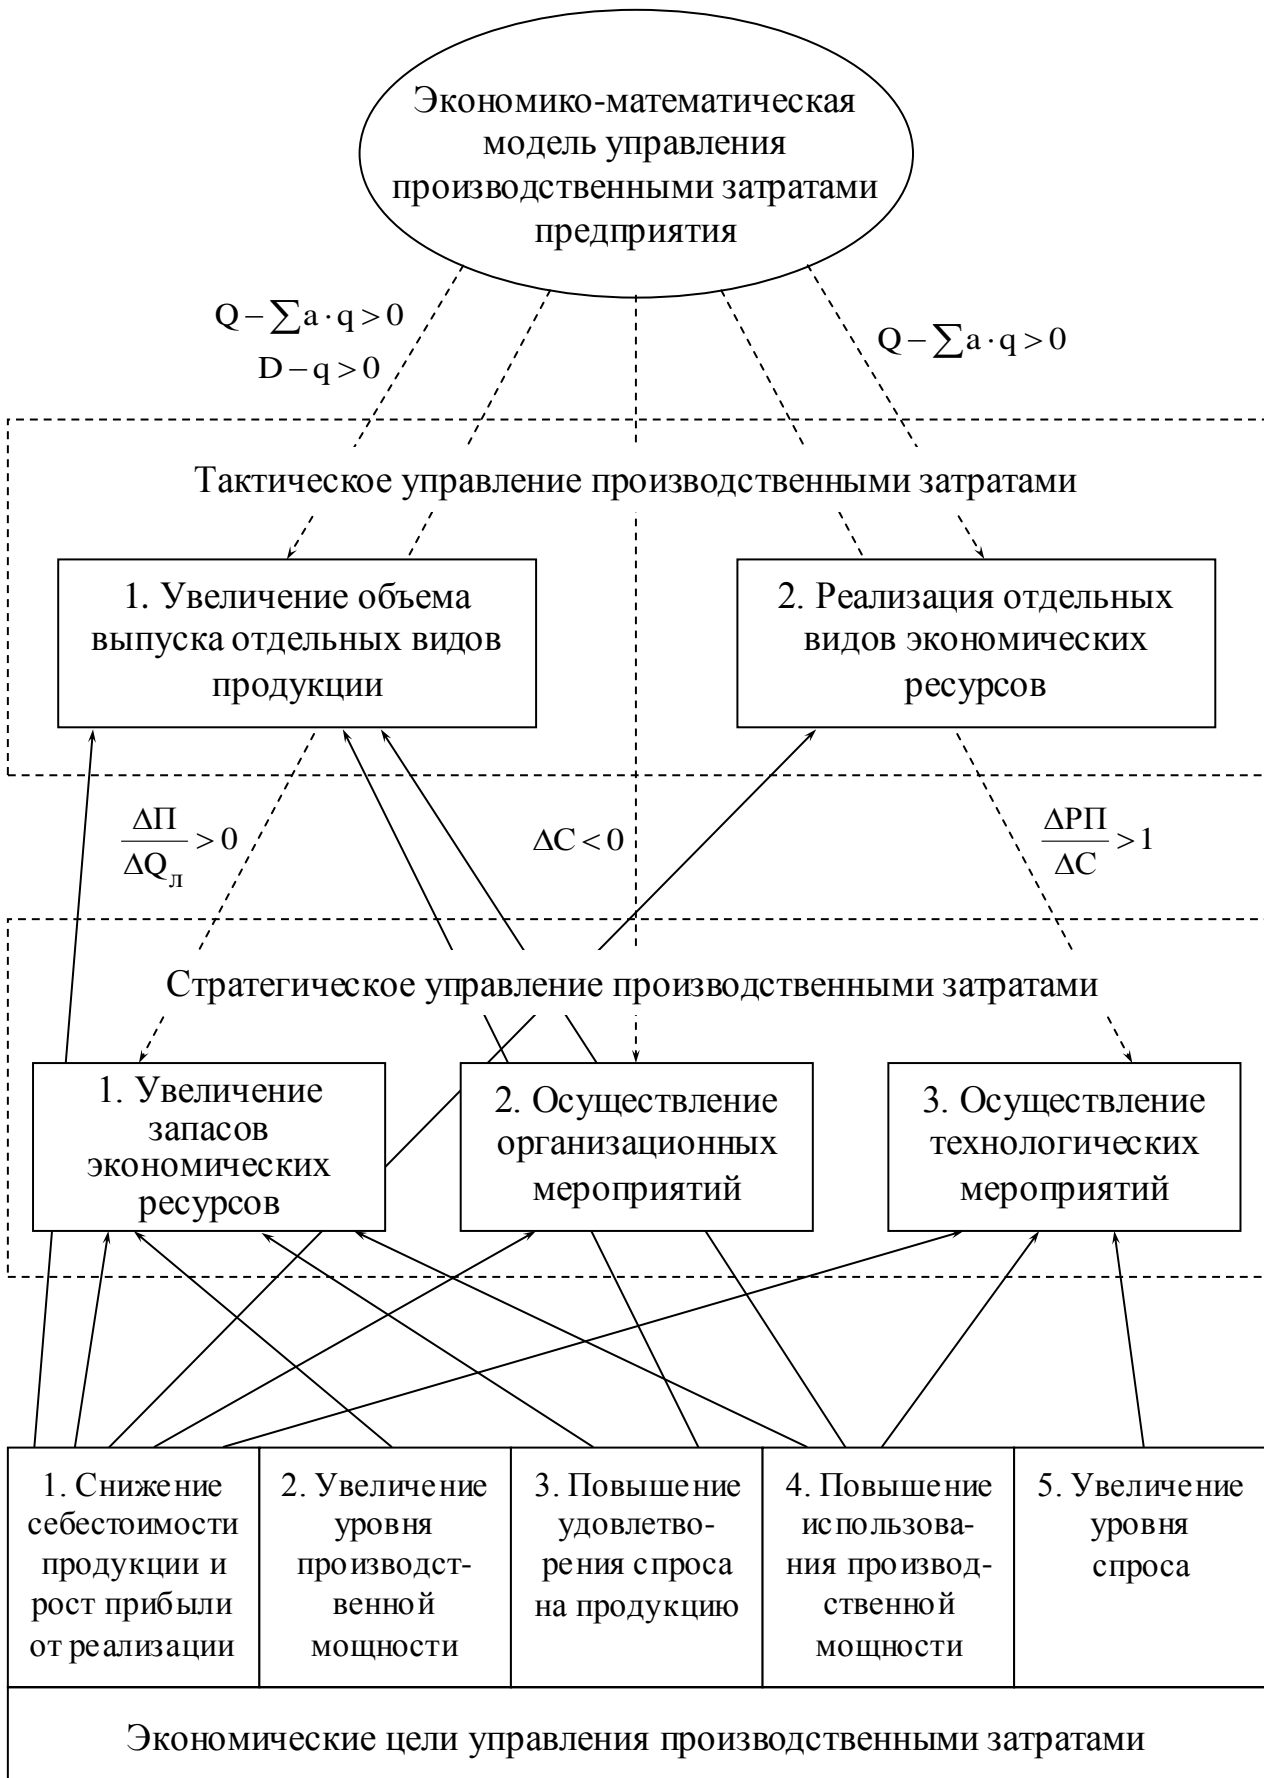 Экономико-математическая
модель управления
производственными затратами
предприятия
Q – ∑a · q > 0
D – q > 0
Q – ∑a · q > 0
Тактическое управление производственными затратами
1. Увеличение объема
выпуска отдельных видов
продукции
2. Реализация отдельных
видов экономических
ресурсов
ΔП
ΔQл
> 0
ΔC < 0
ΔРП
ΔC
> 1
Стратегическое управление производственными затратами
1. Увеличение
запасов
экономических
ресурсов
2. Осуществление
организационных
мероприятий
3. Осуществление
технологических
мероприятий
1. Снижение
себестоимости
продукции и
рост прибыли
от реализации
2. Увеличение
уровня
производст-
венной
мощности
3. Повышение
удовлетво-
рения спроса
на продукцию
4. Повышение
использова-
ния производ-
ственной
мощности
5. Увеличение
уровня
спроса
Экономические цели управления производственными затратами